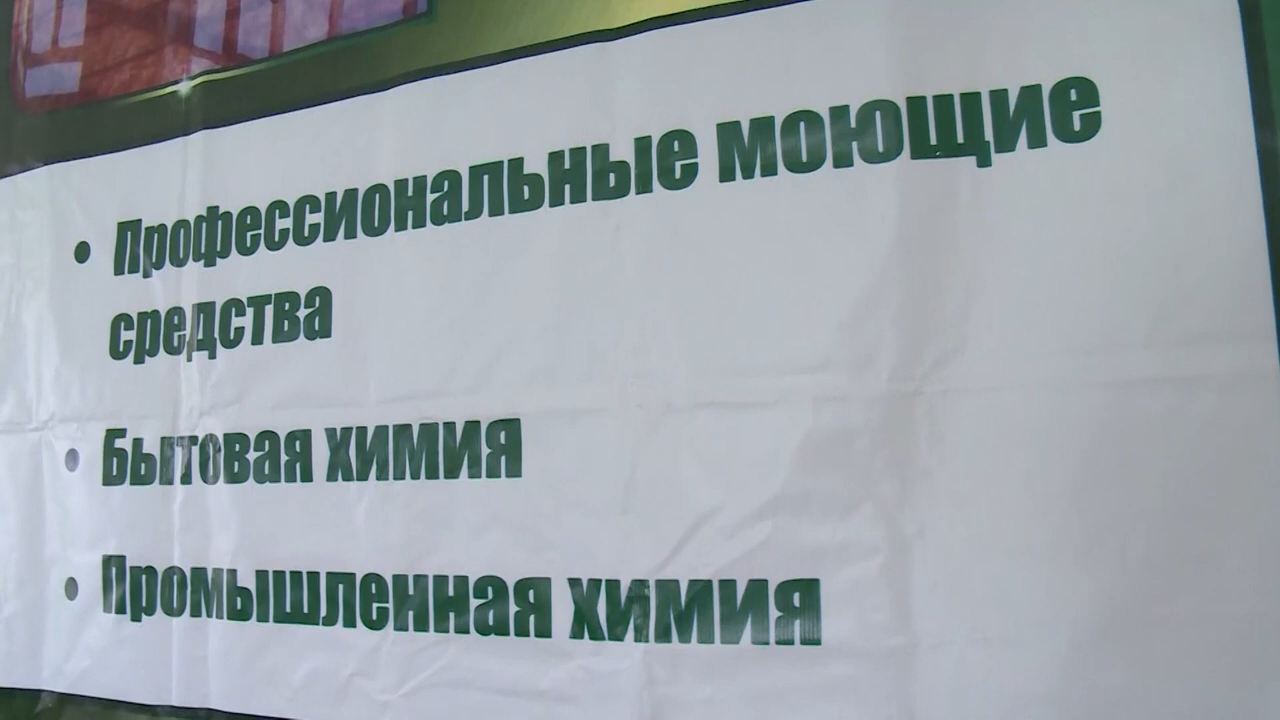 • Профессиональные моющие
средства
• Бытовая химия
• Промышленная химия